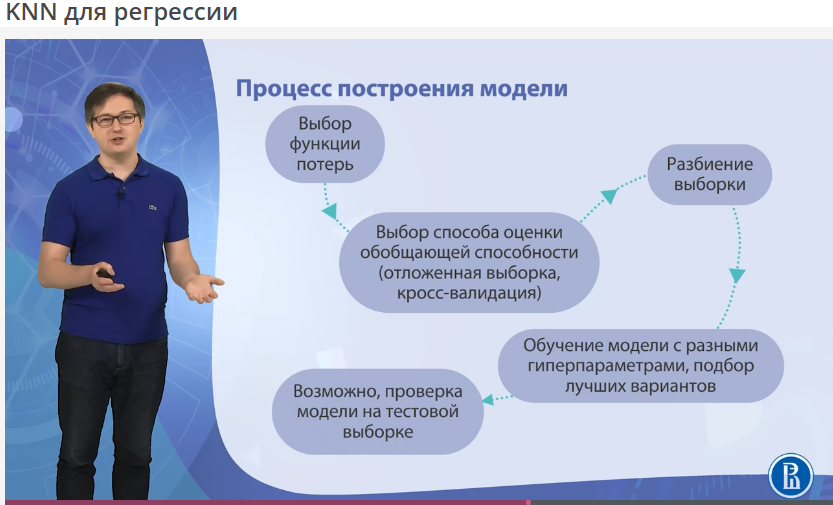 KNN для регрессии
Процесс построения модели
Выбор
функции
потерь
Выбор способа оценки
обобщающей способности
(отложенная выборка,
кросс-валидация)
Разбиение
выборки
Обучение модели с разными
гиперпараметрами, подбор
лучших вариантов
Возможно, проверка
модели на тестовой
выборке